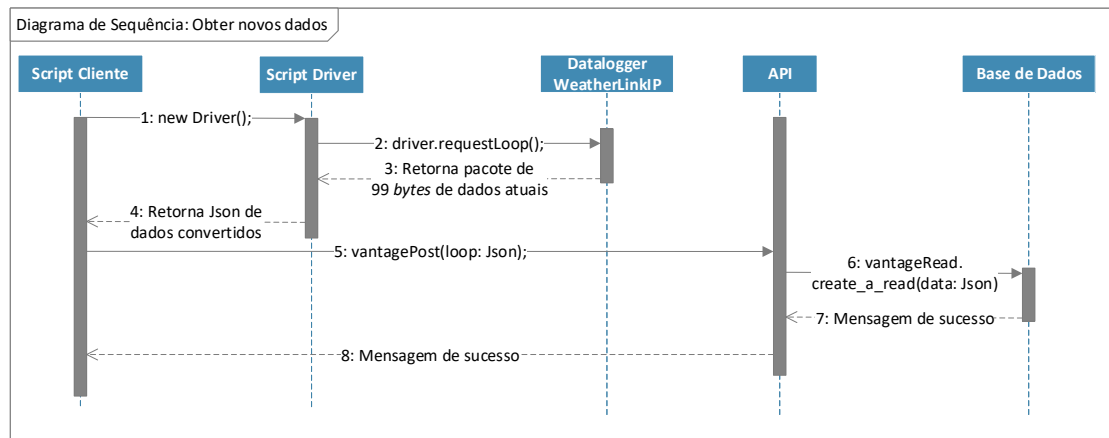 Diagrama de Sequência: Obter novos dados
Script Cliente
Script Driver
Datalogger
WeatherLinkIP
API
Base de Dados
1: new Driver();
2: driver.requestLoop();
3: Retorna pacote de
99 bytes de dados atuais
4: Retorna Json de
dados convertidos
5: vantagePost(loop: Json);
6: vantageRead.
create_a_read(data: Json)
7: Mensagem de sucesso
8: Mensagem de sucesso